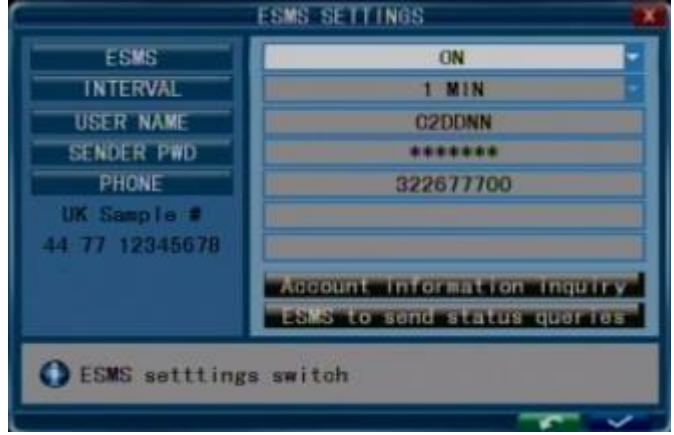 ESMS SETTINGS
X
ESMS ON
INTERVAL 1 MIN
USER NAME C2DDNN
SENDER PWD *******
PHONE 322677700
UK Sample #
44 77 12345678
Account information inquiry
ESMS to send status queries
ESMS setttings switch